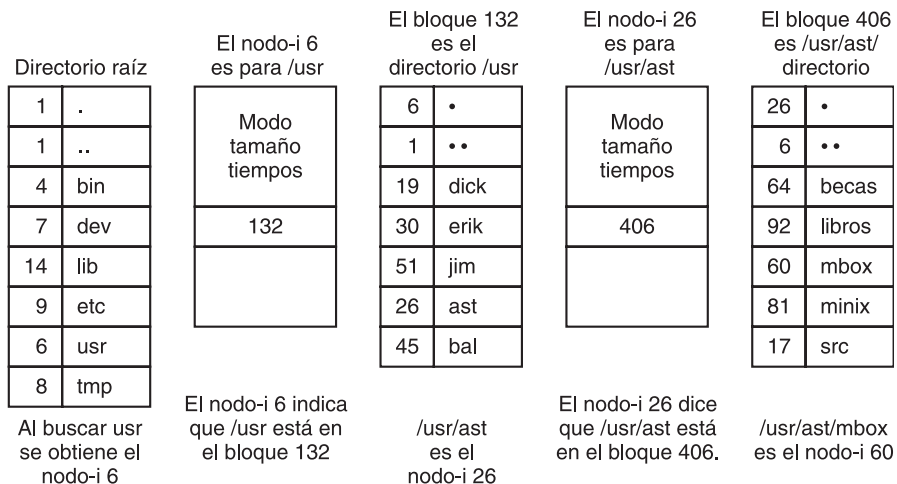 Directorio raíz
1 .
1 ..
4 bin
7 dev
14 lib
9 etc
6 usr
8 tmp
Al buscar usr
se obtiene el
nodo-i 6
El nodo-i 6
es para /usr
Modo
tamaño
tiempos
132
El nodo-i 6 indica
que /usr está en
el bloque 132
El bloque 132
es el
directorio /usr
6 •
1 ••
19 dick
30 erik
51 jim
26 ast
45 bal
/usr/ast
es el
nodo-i 26
El nodo-i 26
es para
/usr/ast
Modo
tamaño
tiempos
406
El nodo-i 26 dice
que /usr/ast está
en el bloque 406.
El bloque 406
es /usr/ast/
directorio
26 •
6 ••
64 becas
92 libros
60 mbox
81 minix
17 src
/usr/ast/mbox
es el nodo-i 60